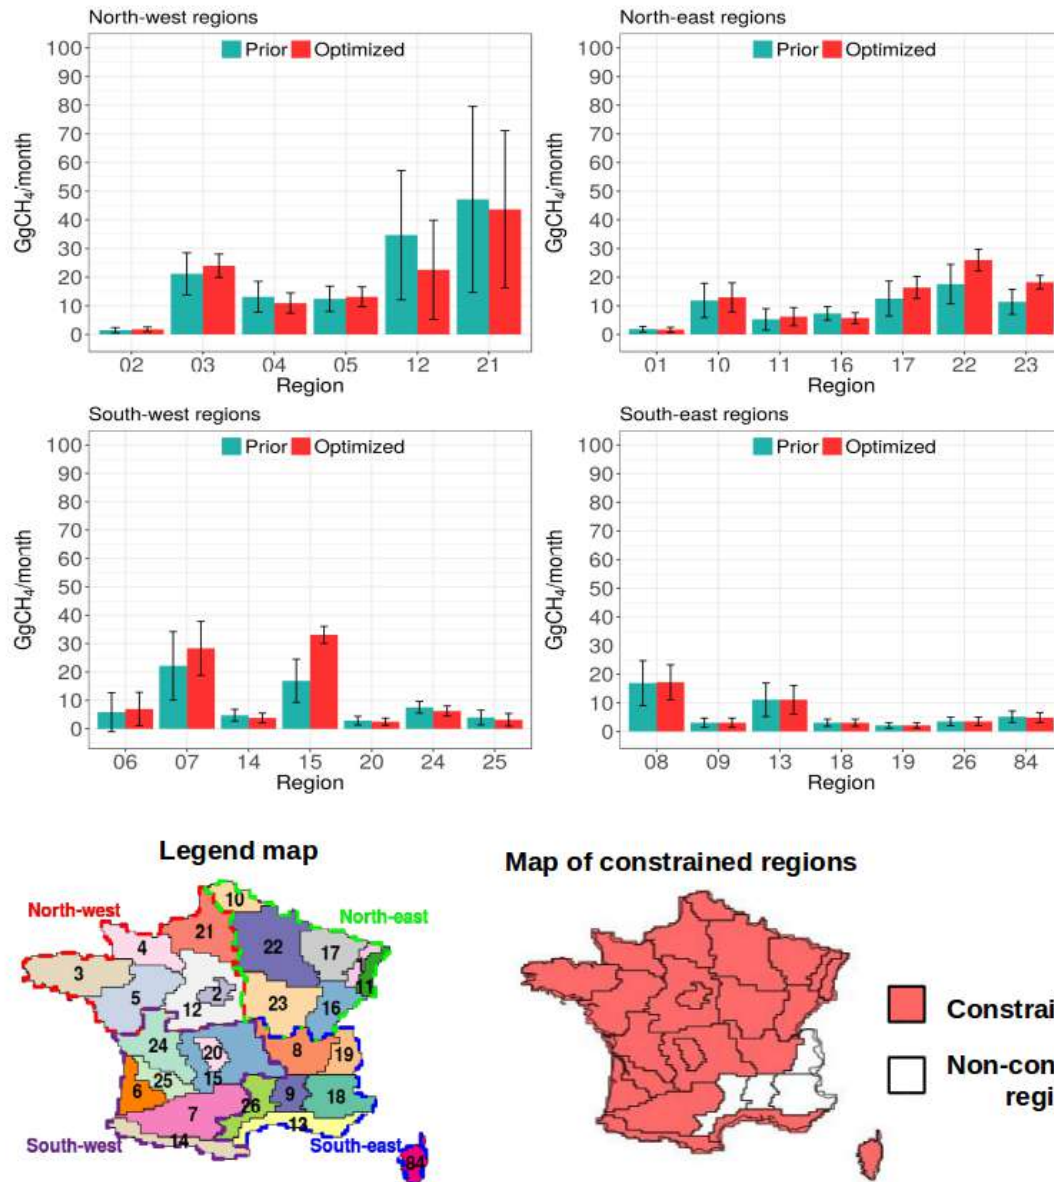 North-west regions
100
90
80
70
60
50
40
30
20
10
0
GgCH4/month
Prior Optimized
02 03 04 05 12 21
Region
North-east regions
100
90
80
70
60
50
40
30
20
10
0
GgCH4/month
Prior Optimized
01 10 11 16 17 22 23
Region
South-west regions
100
90
80
70
60
50
40
30
20
10
0
GgCH4/month
Prior Optimized
06 07 14 15 20 24 25
Region
South-east regions
100
90
80
70
60
50
40
30
20
10
0
GgCH4/month
Prior Optimized
08 09 13 18 19 26 84
Region
Legend map
North-west
North-east
South-west
South-east
10
21
4
22
17
3
11
2
5
12
23
16
24
20
8
19
15
25
6
9
18
26
7
13
14
84
Map of constrained regions
Constrai
Non-con
regi